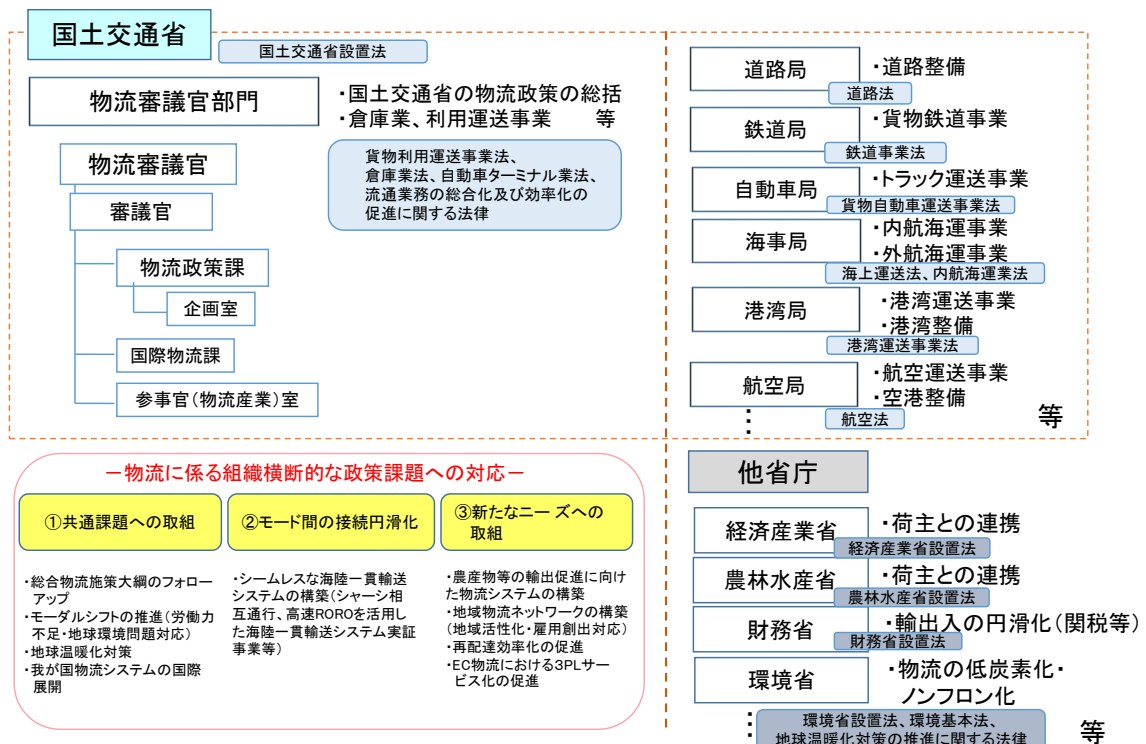 国土交通省
国土交通省設置法
物流審議官部門
・国土交通省の物流政策の総括
・倉庫業、利用運送事業　　等
貨物利用運送事業法、
倉庫業法、自動車ターミナル業法、
流通業務の総合化及び効率化の
促進に関する法律
物流審議官
審議官
物流政策課
企画室
国際物流課
参事官(物流産業)室
道路局
・道路整備
道路法
鉄道局
・貨物鉄道事業
鉄道事業法
自動車局
・トラック運送事業
貨物自動車運送事業法
海事局
・内航海運事業
・外航海運事業
海上運送法、内航海運業法
港湾局
・港湾運送事業
・港湾整備
港湾運送事業法
航空局
・航空運送事業
・空港整備
航空法
⋮
等
－物流に係る組織横断的な政策課題への対応－
①共通課題への取組
・総合物流施策大綱のフォロー
アップ
・モーダルシフトの推進(労働力
不足・地球環境問題対応)
・地球温暖化対策
・我が国物流システムの国際
展開
②モード間の接続円滑化
・シームレスな海陸一貫輸送
システムの構築(シャーシ相
互通行、高速ROROを活用し
た海陸一貫輸送システム実証
事業等)
③新たなニーズへの
取組
・農産物等の輸出促進に向け
た物流システムの構築
・地域物流ネットワークの構築
(地域活性化・雇用創出対応)
・再配達効率化の促進
・EC物流における3PLサー
ビス化の促進
他省庁
経済産業省
・荷主との連携
経済産業省設置法
農林水産省
・荷主との連携
農林水産省設置法
財務省
・輸出入の円滑化(関税等)
財務省設置法
環境省
・物流の低炭素化・
ノンフロン化
⋮
環境省設置法、環境基本法、
地球温暖化対策の推進に関する法律
等